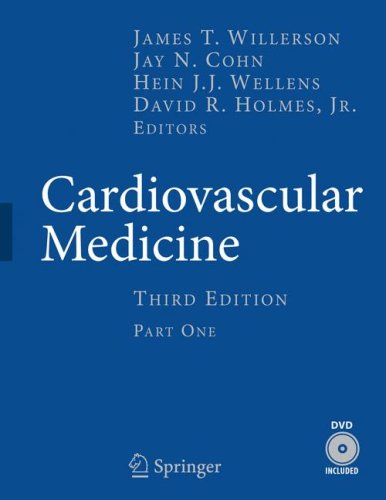 James T. Willerson
Jay N. Cohn
Hein J.J. Wellens
David R. Holmes, Jr.
Editors
Cardiovascular
Medicine
Third Edition
Part One
DVD
INCLUDED
Springer